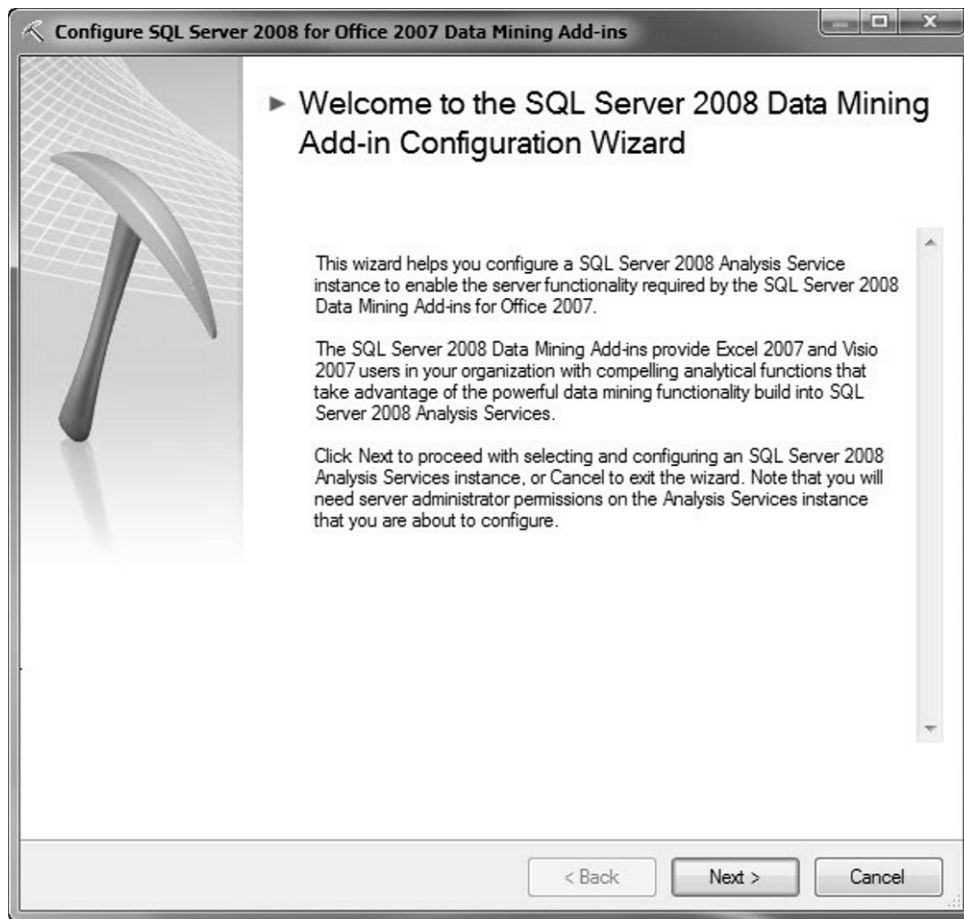 Configure SQL Server 2008 for Office 2007 Data Mining Add-ins
Welcome to the SQL Server 2008 Data Mining
Add-in Configuration Wizard
This wizard helps you configure a SQL Server 2008 Analysis Service
instance to enable the server functionality required by the SQL Server 2008
Data Mining Add-ins for Office 2007.
The SQL Server 2008 Data Mining Add-ins provide Excel 2007 and Visio
2007 users in your organization with compelling analytical functions that
take advantage of the powerful data mining functionality build into SQL
Server 2008 Analysis Services.
Click Next to proceed with selecting and configuring an SQL Server 2008
Analysis Services instance, or Cancel to exit the wizard. Note that you will
need server administrator permissions on the Analysis Services instance
that you are about to configure.
< Back Next > Cancel